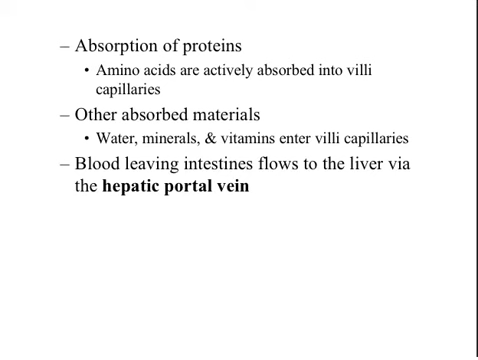 – Absorption of proteins
• Amino acids are actively absorbed into villi
capillaries
– Other absorbed materials
• Water, minerals, & vitamins enter villi capillaries
– Blood leaving intestines flows to the liver via
the hepatic portal vein